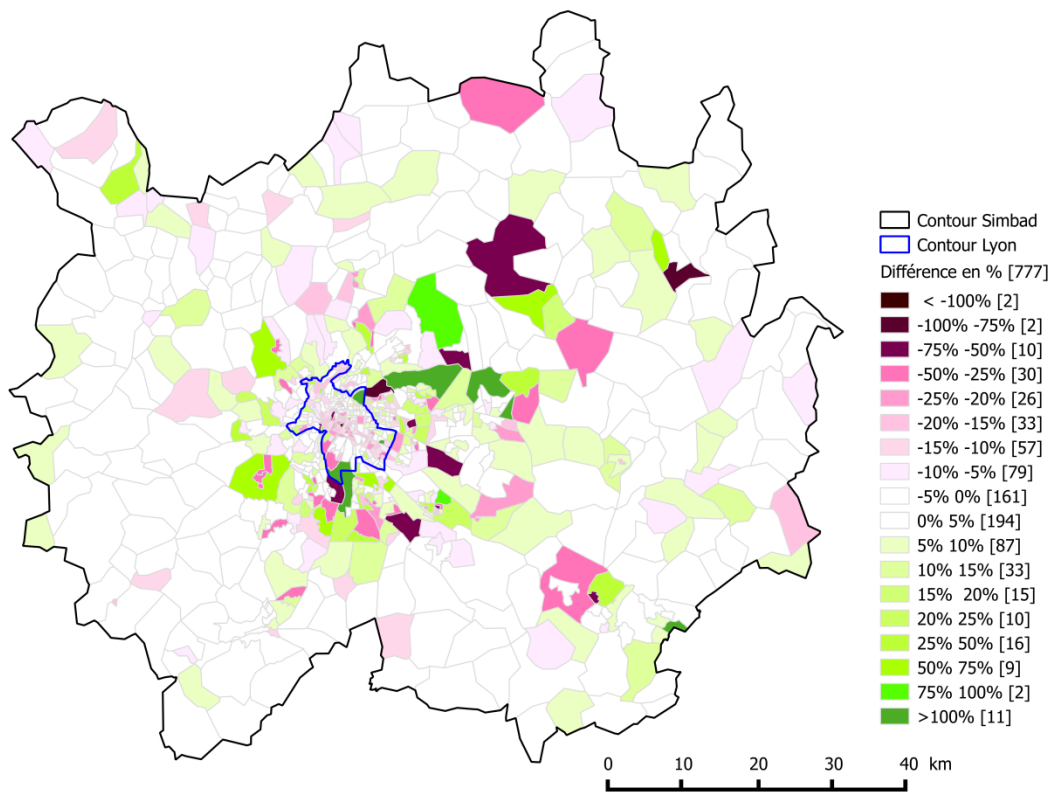 Contour Simbad
Contour Lyon
Différence en % [777]
< -100% [2]
-100% -75% [2]
-75% -50% [10]
-50% -25% [30]
-25% -20% [26]
-20% -15% [33]
-15% -10% [57]
-10% -5% [79]
-5% 0% [161]
0% 5% [194]
5% 10% [87]
10% 15% [33]
15% 20% [15]
20% 25% [10]
25% 50% [16]
50% 75% [9]
75% 100% [2]
>100% [11]
0 10 20 30 40 km